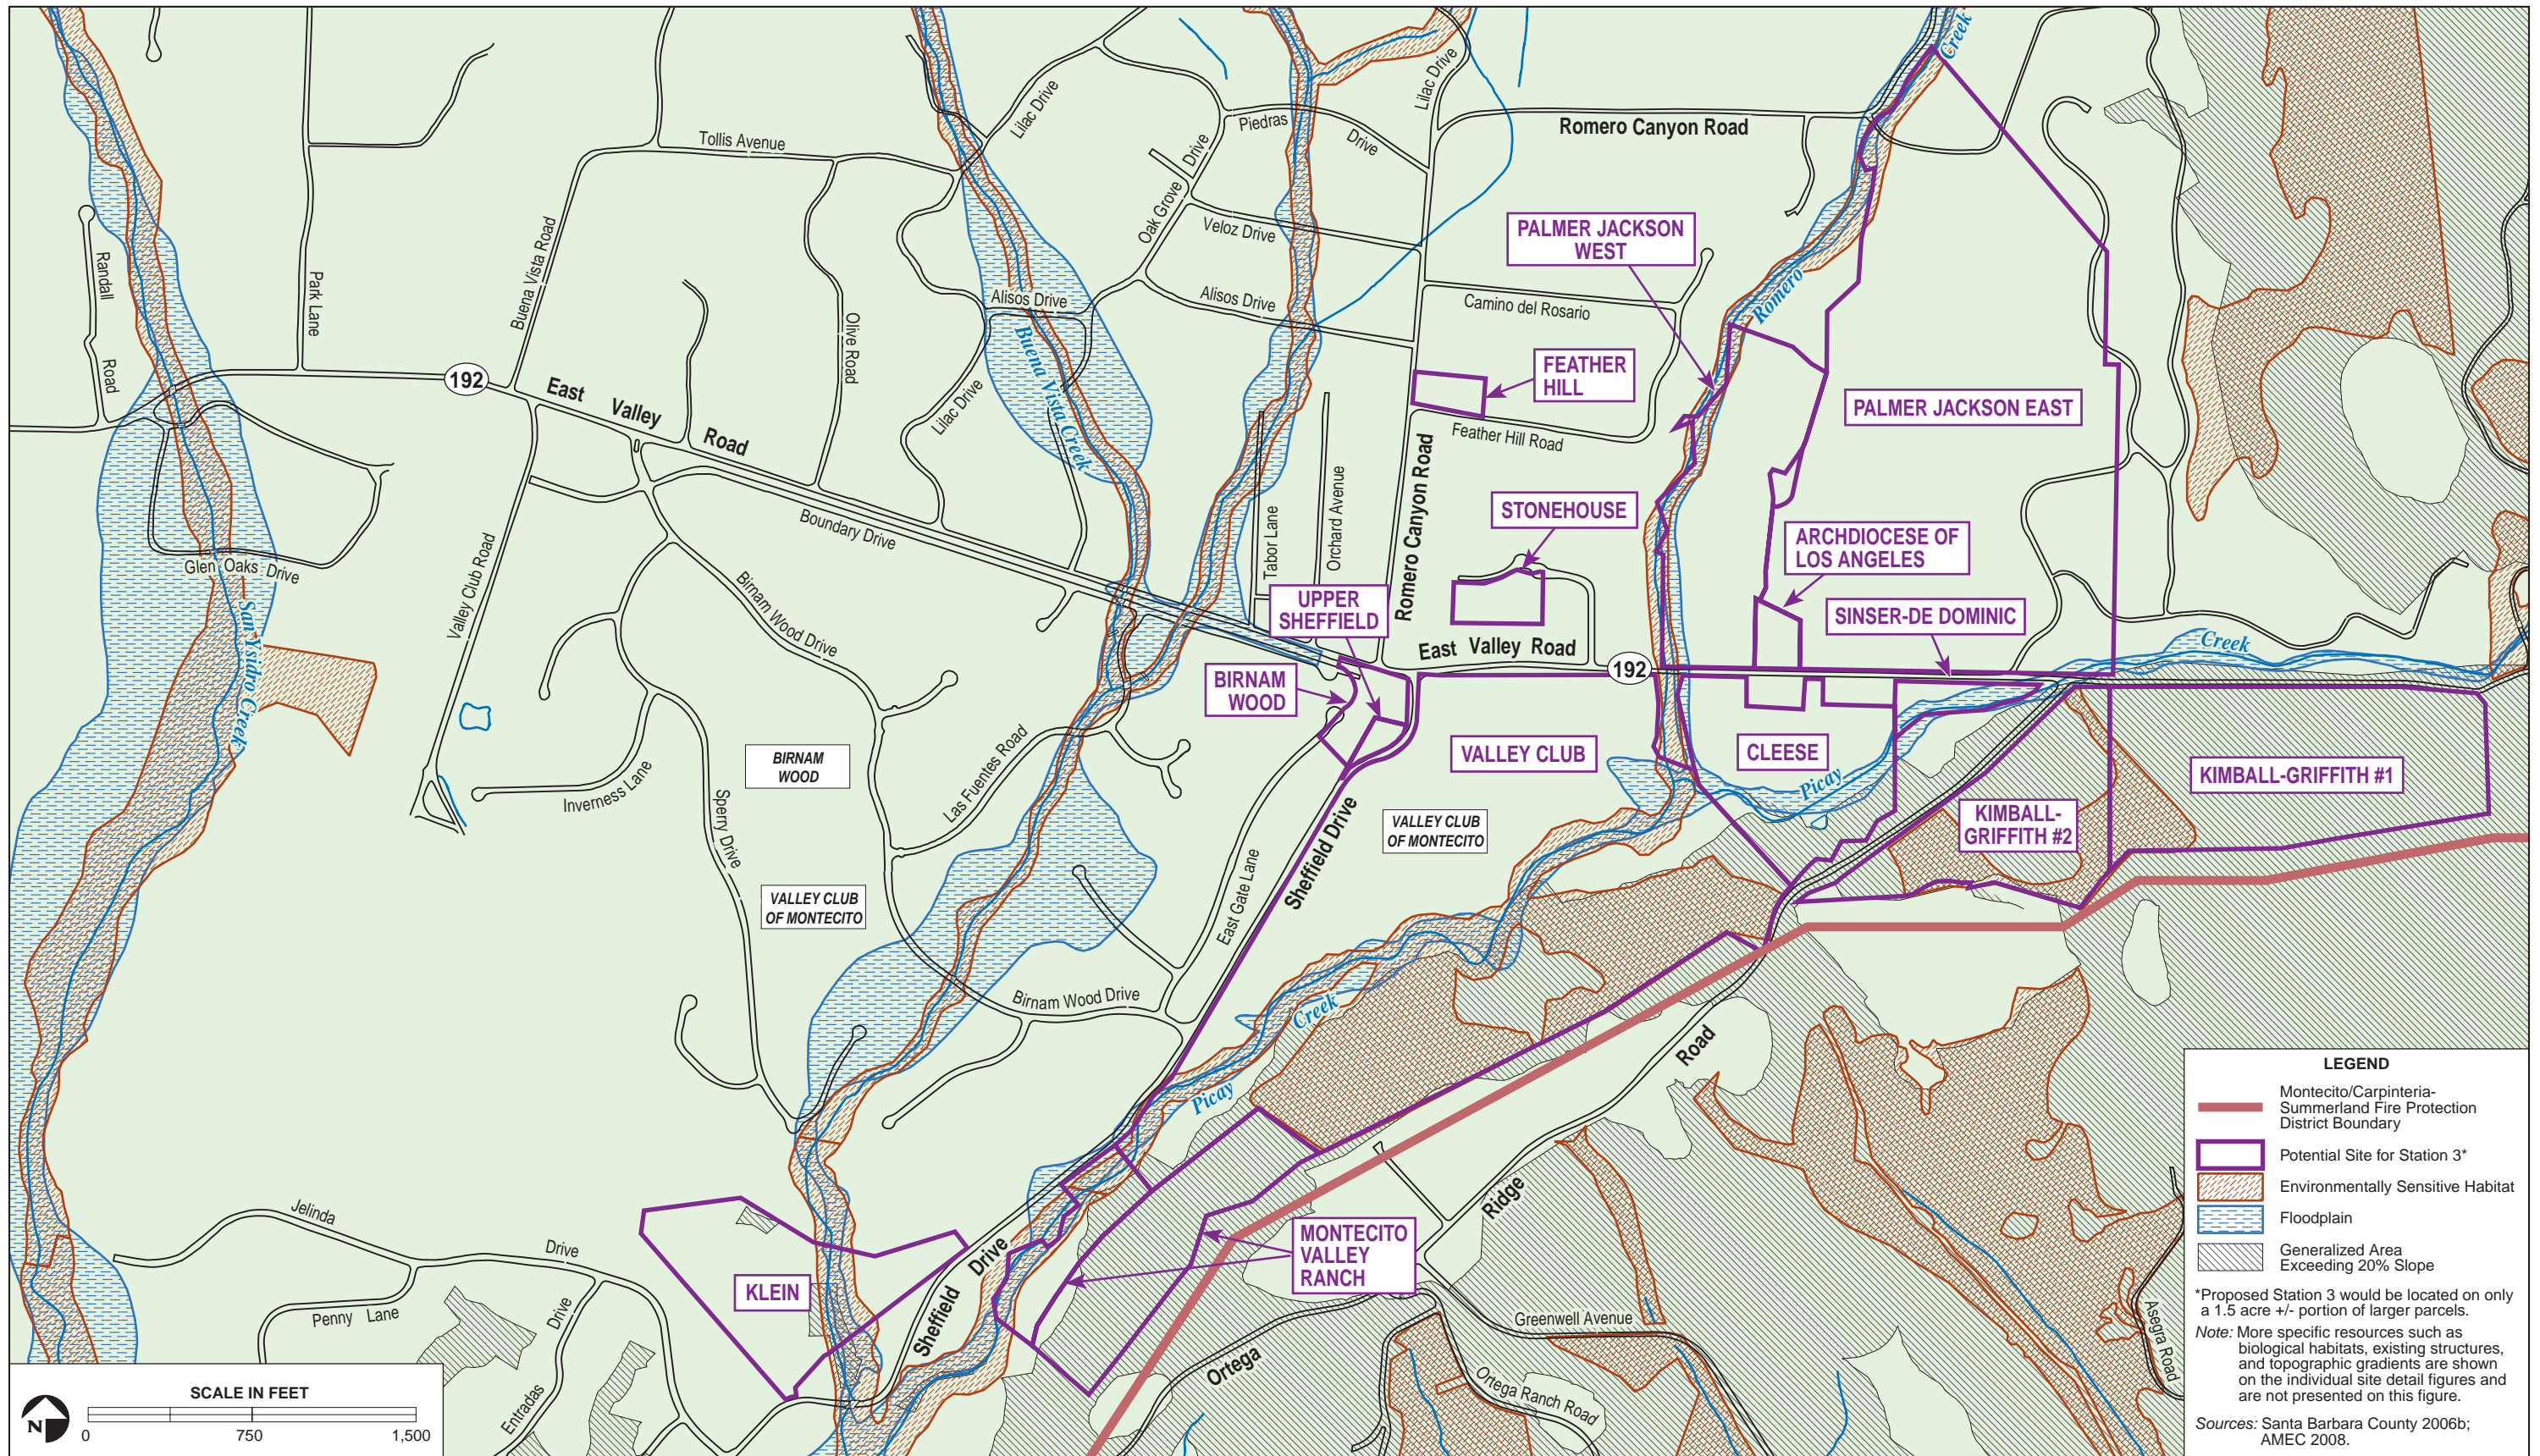 Creek
Lilac Drive
Lilac Drive
Piedras
Drive
Romero Canyon Road
Tollis Avenue
Drive
Oak Grove
Veloz Drive
PALMER JACKSON
WEST
Randall
Road
Park Lane
Buena Vista Road
Olive Road
Alisos Drive
Alisos Drive
Camino del Rosario
Romero
Buena Vista Creek
192
East Valley Road
Lilac Drive
FEATHER
HILL
PALMER JACKSON EAST
Feather Hill Road
Romero Canyon Road
Orchard Avenue
Tabor Lane
STONEHOUSE
Boundary Drive
ARCHDIOCESE OF
LOS ANGELES
Glen Oaks Drive
Valley Club Road
San Ysidro Creek
Birnam Wood Drive
UPPER
SHEFFIELD
SINSER-DE DOMINIC
East Valley Road
192
Creek
BIRNAM
WOOD
VALLEY CLUB
CLEESE
Picay
KIMBALL-GRIFFITH #1
KIMBALL-
GRIFFITH #2
BIRNAM
WOOD
Inverness Lane
Sperry Drive
Las Fuentes Road
Sheffield Drive
VALLEY CLUB
OF MONTECITO
VALLEY CLUB
OF MONTECITO
East Gate Lane
Birnam Wood Drive
Creek
Picay
Road
Ridge
Ortega
Jelinda
Drive
Penny Lane
Drive
Entradas
KLEIN
Sheffield Drive
MONTECITO
VALLEY
RANCH
Greenwell Avenue
Ortega Ranch Road
Asegra Road
SCALE IN FEET
N
0 750 1,500
LEGEND
Montecito/Carpinteria-
Summerland Fire Protection
District Boundary
Potential Site for Station 3*
Environmentally Sensitive Habitat
Floodplain
Generalized Area
Exceeding 20% Slope
*Proposed Station 3 would be located on only
a 1.5 acre +/- portion of larger parcels.
Note: More specific resources such as
biological habitats, existing structures,
and topographic gradients are shown
on the individual site detail figures and
are not presented on this figure.
Sources: Santa Barbara County 2006b;
AMEC 2008.